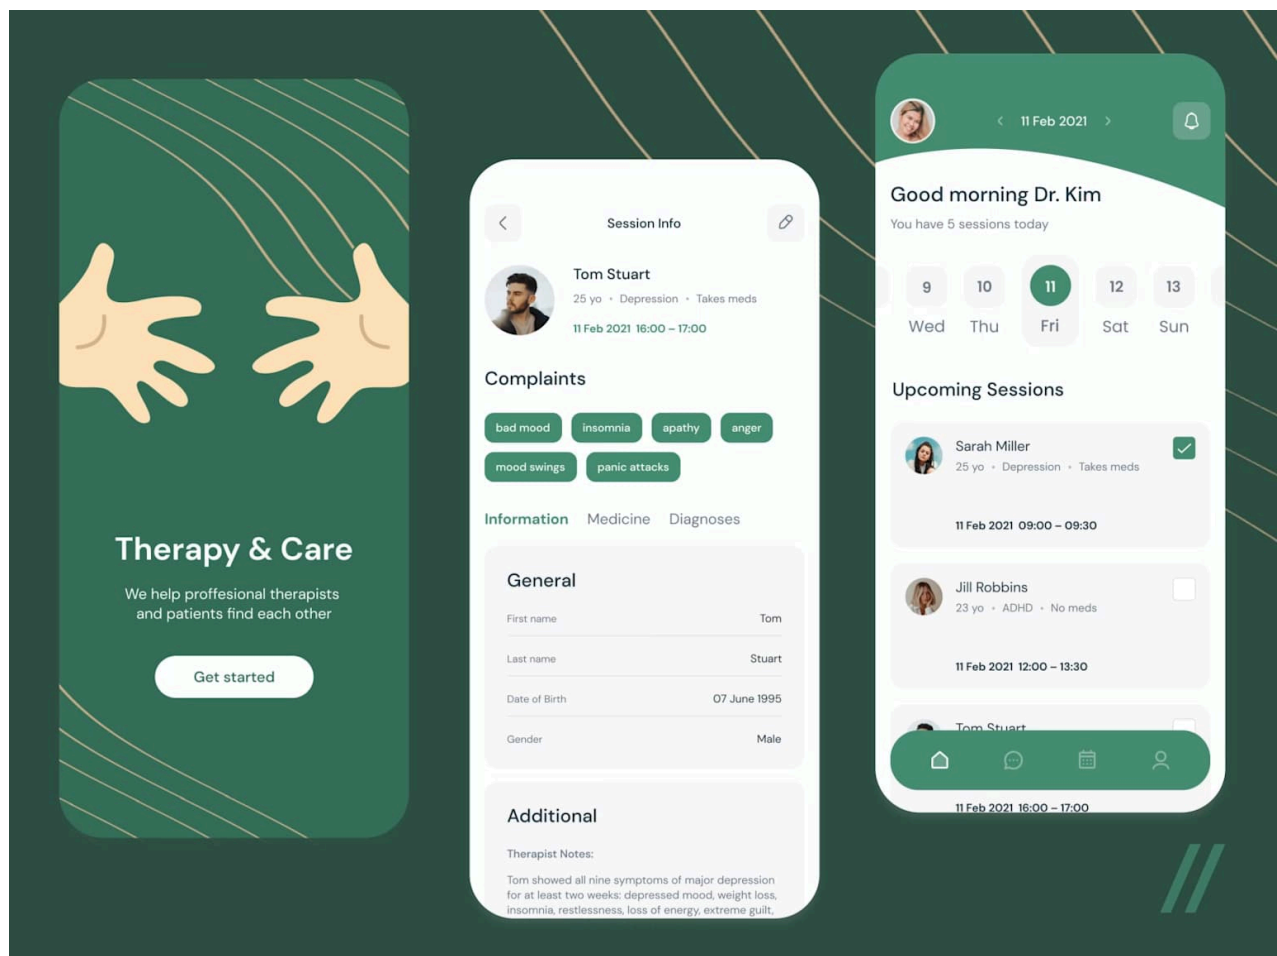 Therapy & Care
We help proffesional therapists
and patients find each other
Get started
Session Info
Tom Stuart
25 yo • Depression • Takes meds
11 Feb 2021 16:00 – 17:00
Complaints
bad mood insomnia apathy anger
mood swings panic attacks
Information Medicine Diagnoses
General
First name Tom
Last name Stuart
Date of Birth 07 June 1995
Gender Male
Additional
Therapist Notes:
Tom showed all nine symptoms of major depression
for at least two weeks: depressed mood, weight loss,
insomnia, restlessness, loss of energy, extreme guilt,
11 Feb 2021
Good morning Dr. Kim
You have 5 sessions today
9 10 11 12 13
Wed Thu Fri Sat Sun
Upcoming Sessions
Sarah Miller
25 yo • Depression • Takes meds
11 Feb 2021 09:00 – 09:30
Jill Robbins
23 yo • ADHD • No meds
11 Feb 2021 12:00 – 13:30
Tom Stuart
11 Feb 2021 16:00 – 17:00